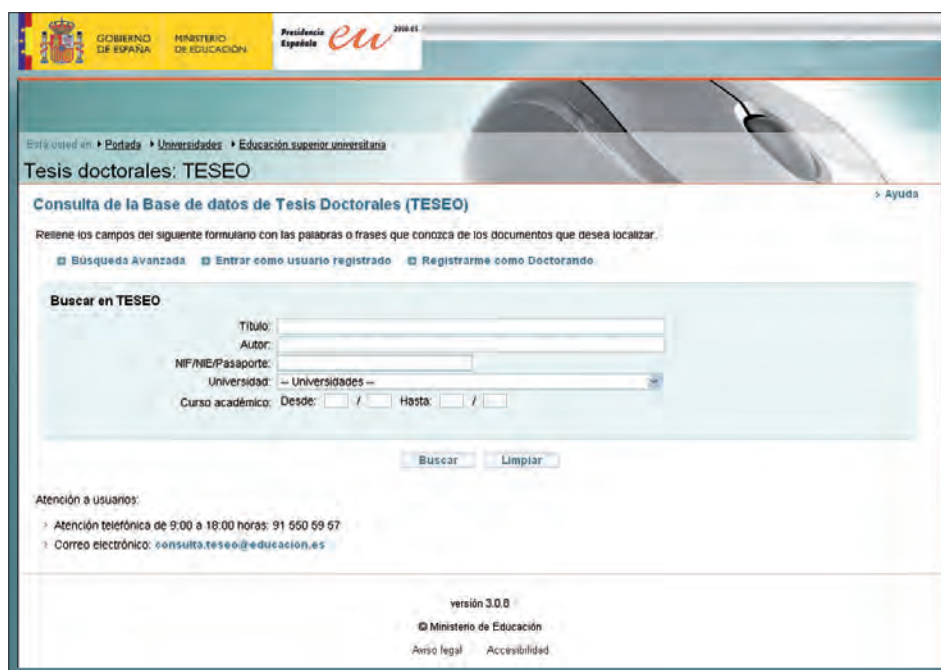 GOBIERNO
DE ESPAÑA
MINISTERIO
DE EDUCACIÓN
Presidencia
Española
eu
Está usted en: Portada Universidades Educación superior universitaria
Tesis doctorales: TESEO
Ayuda
Consulta de la Base de datos de Tesis Doctorales (TESEO)
Rellene los campos del siguiente formulario con las palabras o frases que conozca de los documentos que desea localizar.
Búsqueda Avanzada Entrar como usuario registrado Registrarme como Doctorando
Buscar en TESEO
Título:
Autor:
NIF/NIE/Pasaporte:
Universidad: -- Universidades --
Curso académico: Desde: / Hasta: /
Buscar Limpiar
Atención a usuarios:
Atención telefónica de 9:00 a 18:00 horas: 91 550 59 57
Correo electrónico: consulta.teseo@educacion.es
versión 3.0.8
© Ministerio de Educación
Aviso legal Accesibilidad